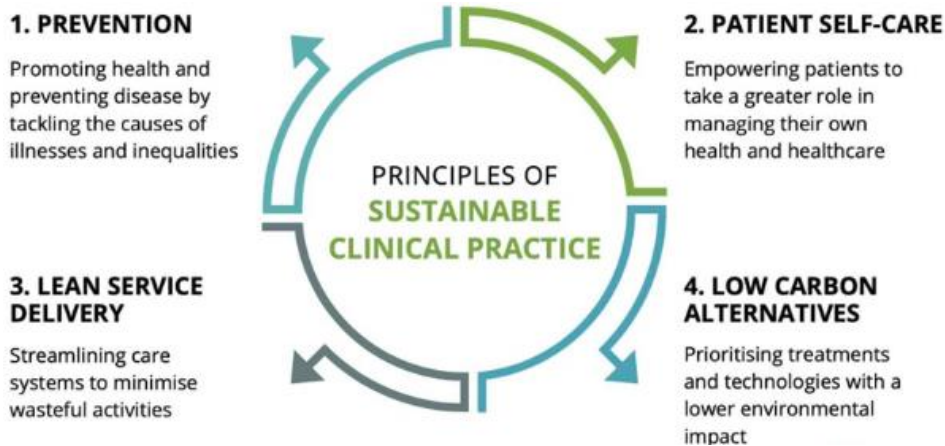 1. PREVENTION
Promoting health and
preventing disease by
tackling the causes of
illnesses and inequalities
2. PATIENT SELF-CARE
Empowering patients to
take a greater role in
managing their own
health and healthcare
PRINCIPLES OF
SUSTAINABLE
CLINICAL PRACTICE
3. LEAN SERVICE
DELIVERY
Streamlining care
systems to minimise
wasteful activities
4. LOW CARBON
ALTERNATIVES
Prioritising treatments
and technologies with a
lower environmental
impact